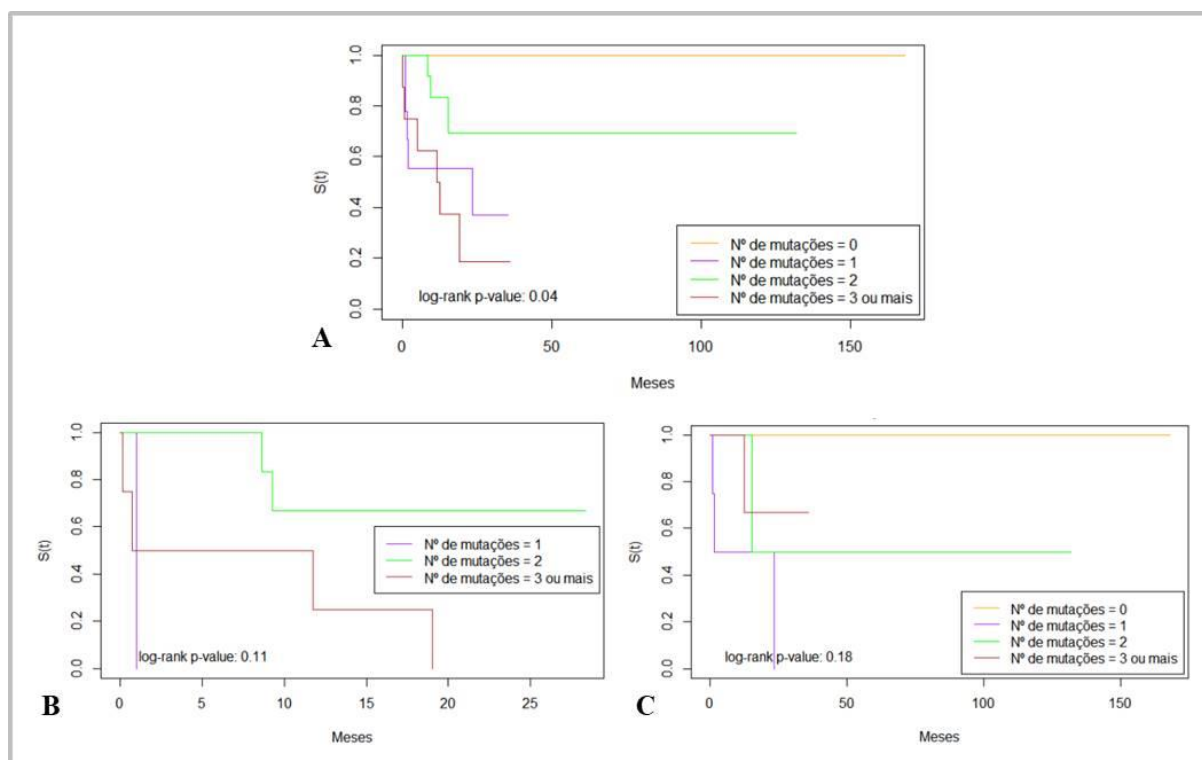 1.0
0.8
0.6
0.4
0.2
0.0
S(t)
Nº de mutações = 0
Nº de mutações = 1
Nº de mutações = 2
Nº de mutações = 3 ou mais
log-rank p-value: 0.04
0 50 100 150
A
Meses
1.0
0.8
0.6
0.4
0.2
0.0
S(t)
Nº de mutações = 1
Nº de mutações = 2
Nº de mutações = 3 ou mais
log-rank p-value: 0.11
0 5 10 15 20 25
B
Meses
1.0
0.8
0.6
0.4
0.2
0.0
S(t)
Nº de mutações = 0
Nº de mutações = 1
Nº de mutações = 2
Nº de mutações = 3 ou mais
log-rank p-value: 0.18
0 50 100 150
C
Meses